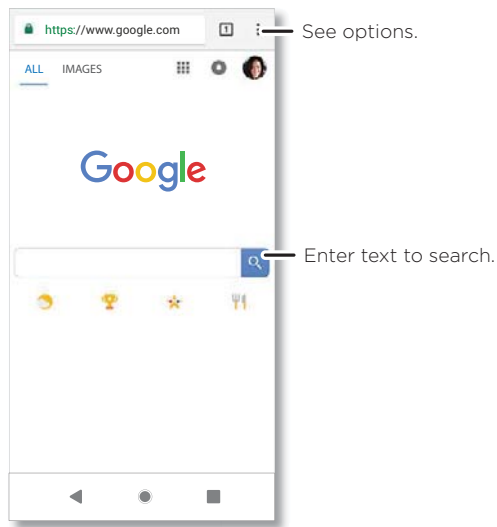 https://www.google.com 1
See options.
ALL IMAGES
Google
Enter text to search.